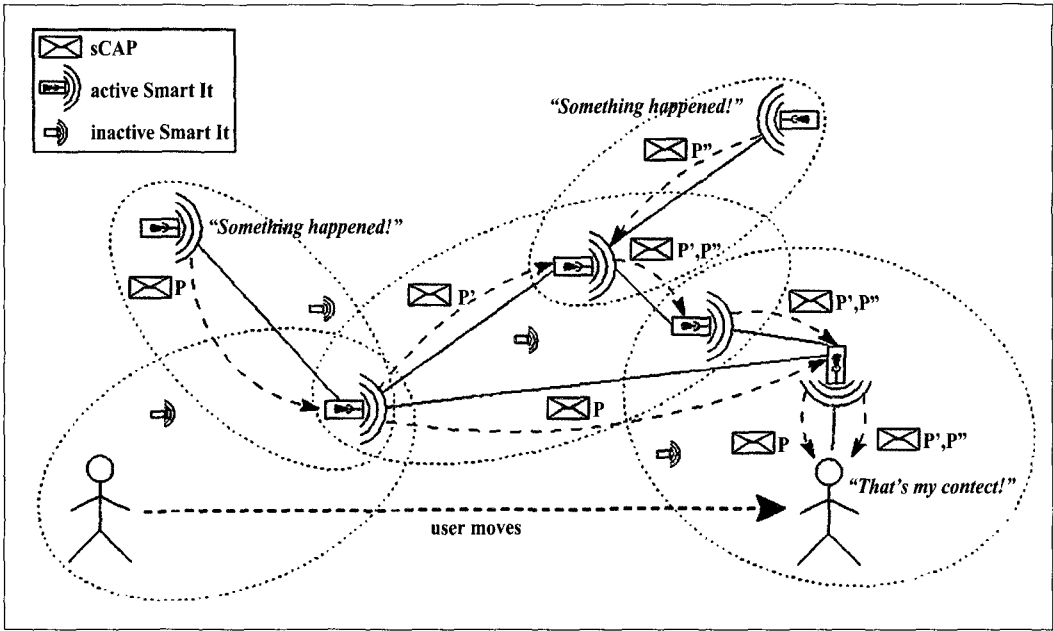 sCAP
active Smart It
inactive Smart It
"Something happened!"
P"
"Something happened!"
P
P'
P',P"
P',P"
P
P
P',P"
"That's my contect!"
user moves